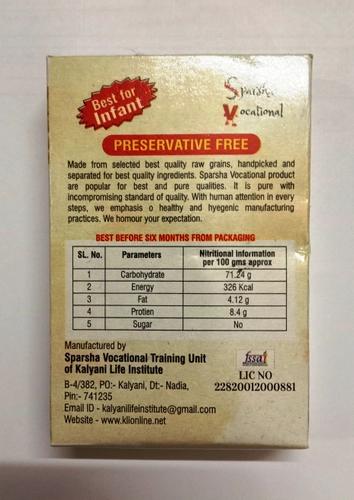 Best for
Infant
Sparsha
Vocational
PRESERVATIVE FREE
Made from selected best quality raw grains, handpicked and
separated for best quality ingredients. Sparsha Vocational product
are popular for best and pure qualities. It is pure with
incompromising standard of quality. With human attention in every
steps, we emphasis o healthy and hyegenic manufacturing
practices. We honour your expectation.
BEST BEFORE SIX MONTHS FROM PACKAGING
SL. No. Parameters Nitritional information
per 100 gms approx
1 Carbohydrate 71.24 g
2 Energy 326 Kcal
3 Fat 4.12 g
4 Protien 8.4 g
5 Sugar No
Manufactured by
Sparsha Vocational Training Unit
of Kalyani Life Institute
B-4/382, PO:- Kalyani, Dt:- Nadia,
Pin:- 741235
Email ID - kalyanilifeinstitute@gmail.com
Website - www.klionline.net
fssai
LIC NO
22820012000881